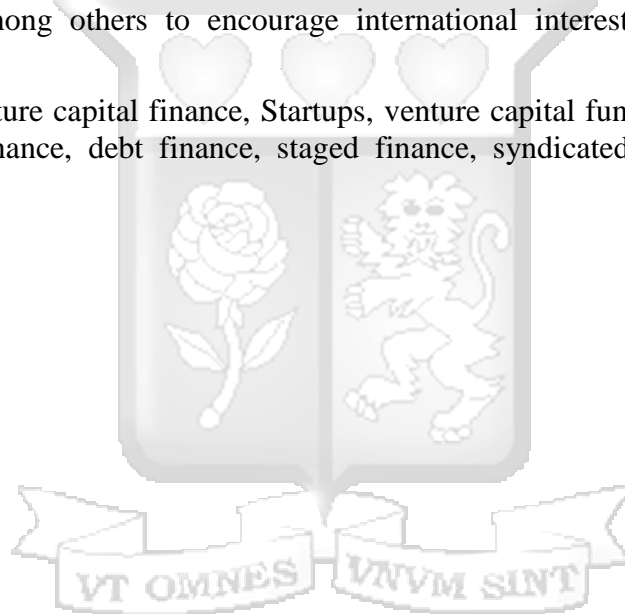 mong others to encourage international interest
ture capital finance, Startups, venture capital fun
nance, debt finance, staged finance, syndicated
VT OMNES VNVM SINT